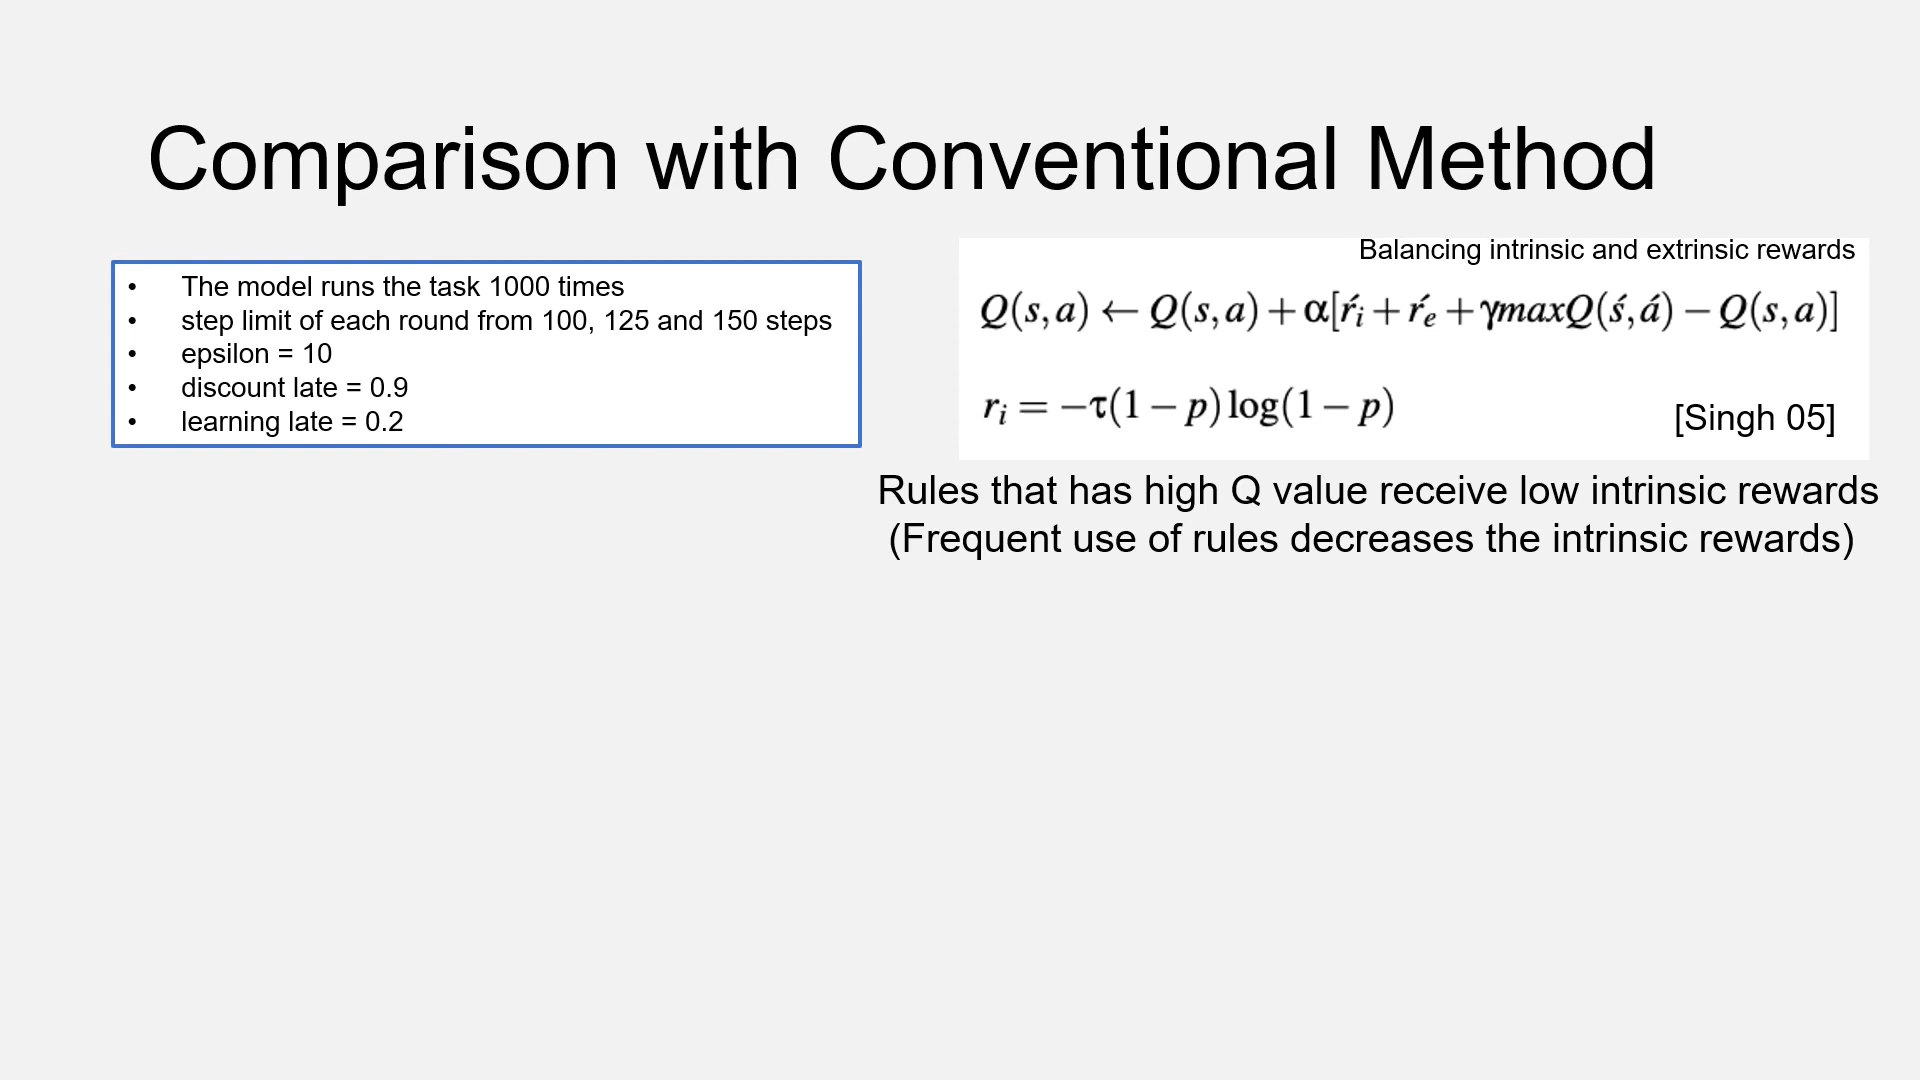 Comparison with Conventional Method
• The model runs the task 1000 times
• step limit of each round from 100, 125 and 150 steps
• epsilon = 10
• discount late = 0.9
• learning late = 0.2
Balancing intrinsic and extrinsic rewards
Q(s,a) ← Q(s,a) + α[ŕᵢ + ŕₑ + γmaxQ(ś,á) − Q(s,a)]
rᵢ = −τ(1 − p) log(1 − p)
[Singh 05]
Rules that has high Q value receive low intrinsic rewards
(Frequent use of rules decreases the intrinsic rewards)